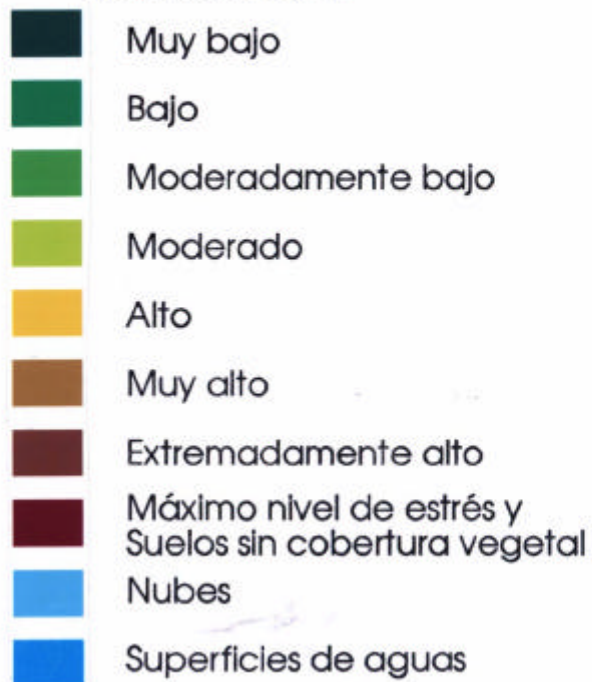 Muy bajo
Bajo
Moderadamente bajo
Moderado
Alto
Muy alto
Extremadamente alto
Máximo nivel de estrés y
Suelos sin cobertura vegetal
Nubes
Superficies de aguas